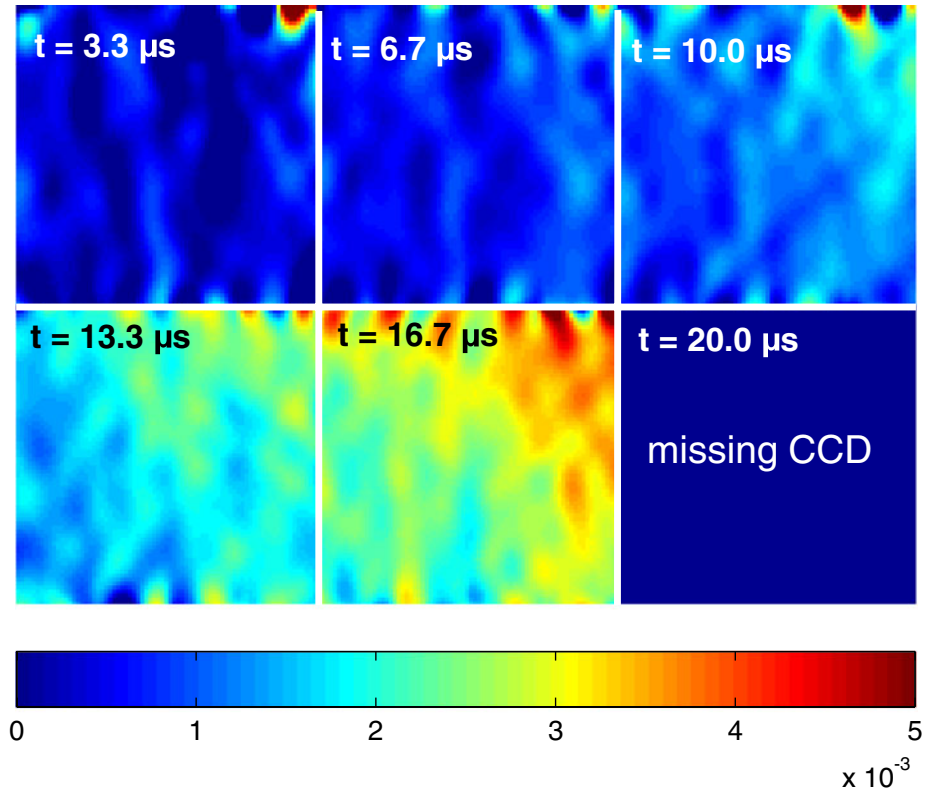 t = 3.3 µs
t = 6.7 µs
t = 10.0 µs
t = 13.3 µs
t = 16.7 µs
t = 20.0 µs
missing CCD
0 1 2 3 4 5
x 10⁻³